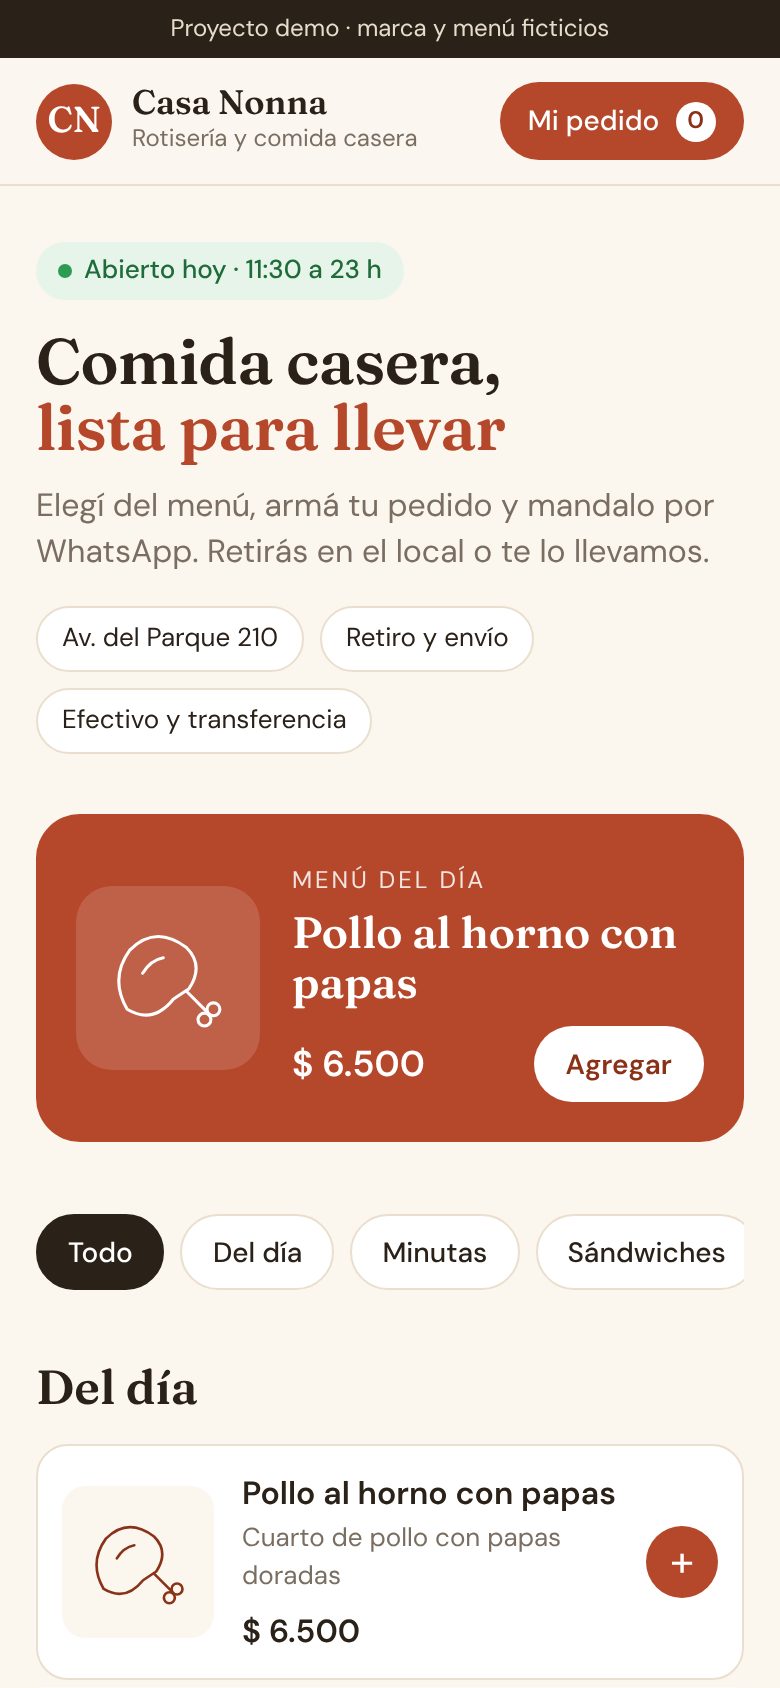 Proyecto demo · marca y menú ficticios
CN
Casa Nonna
Rotisería y comida casera
Mi pedido 0
Abierto hoy · 11:30 a 23 h
Comida casera,
lista para llevar
Elegí del menú, armá tu pedido y mandalo por
WhatsApp. Retirás en el local o te lo llevamos.
Av. del Parque 210
Retiro y envío
Efectivo y transferencia
MENÚ DEL DÍA
Pollo al horno con
papas
$ 6.500
Agregar
Todo
Del día
Minutas
Sándwiches
Del día
Pollo al horno con papas
Cuarto de pollo con papas
doradas
$ 6.500
+